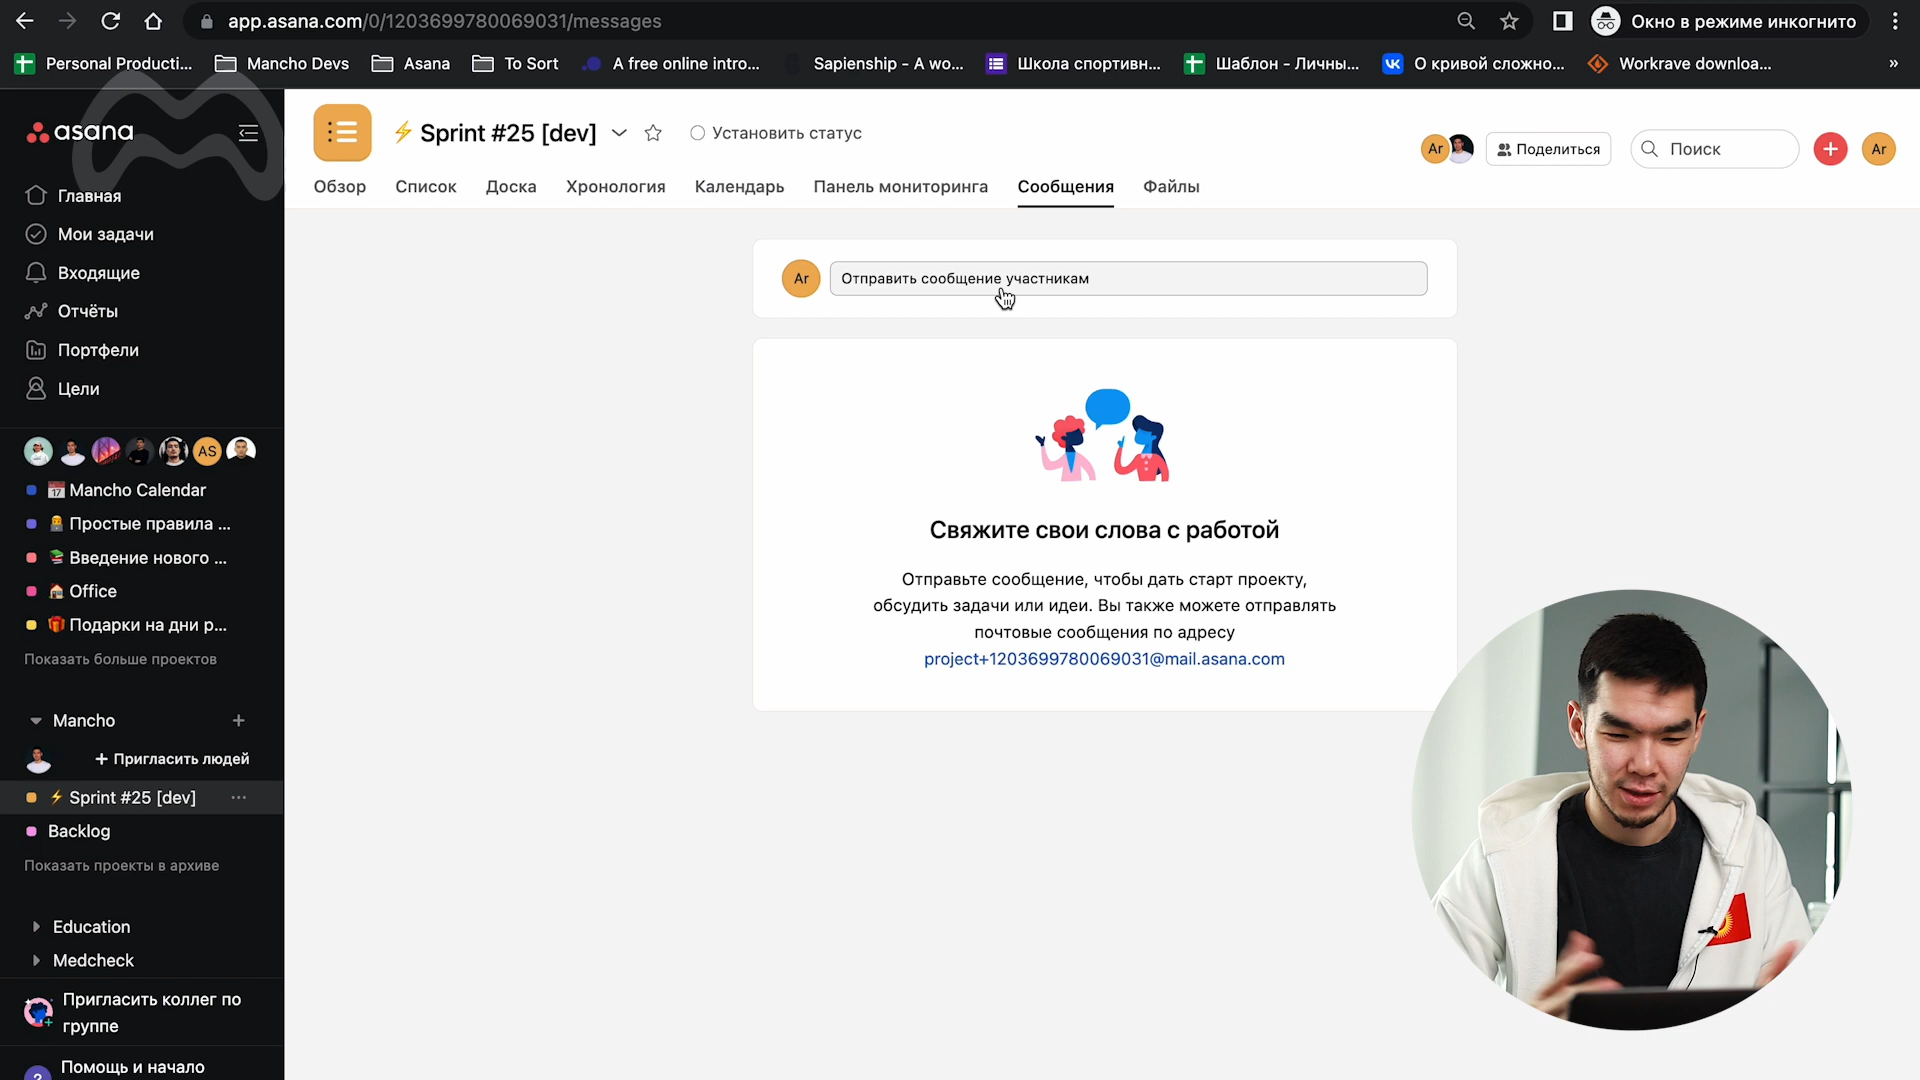 app.asana.com/0/1203699780069031/messages
Окно в режиме инкогнито
Personal Producti...
Mancho Devs
Asana
To Sort
A free online intro...
Sapienship - A wo...
Школа спортивн...
Шаблон - Личны...
О кривой сложно...
Workrave downloa...
»
asana
⚡ Sprint #25 [dev]
Установить статус
Ar
Поделиться
Поиск
Ar
Обзор
Список
Доска
Хронология
Календарь
Панель мониторинга
Сообщения
Файлы
Главная
Мои задачи
Входящие
Отчёты
Портфели
Цели
AS
17 Mancho Calendar
Простые правила ...
Введение нового ...
Office
Подарки на дни р...
Показать больше проектов
Mancho
+ Пригласить людей
⚡ Sprint #25 [dev] ...
Backlog
Показать проекты в архиве
Education
Medcheck
Пригласить коллег по
группе
? Помощь и начало
Ar
Отправить сообщение участникам
Свяжите свои слова с работой
Отправьте сообщение, чтобы дать старт проекту,
обсудить задачи или идеи. Вы также можете отправлять
почтовые сообщения по адресу
project+1203699780069031@mail.asana.com